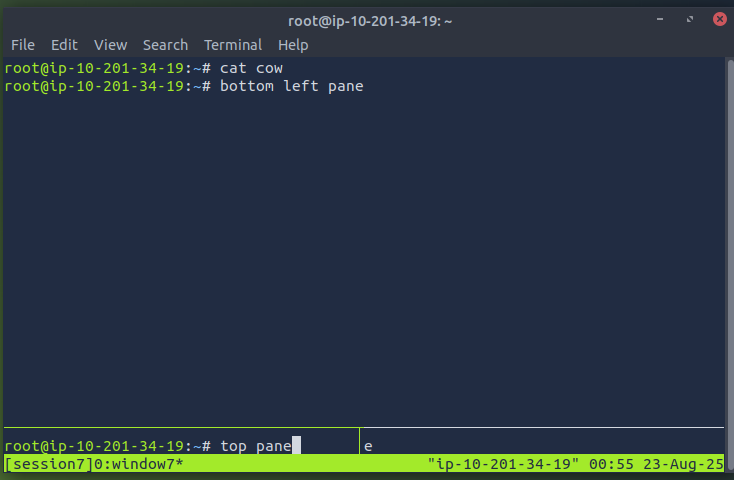 root@ip-10-201-34-19: ~
File Edit View Search Terminal Help
root@ip-10-201-34-19:~# cat cow
root@ip-10-201-34-19:~# bottom left pane
root@ip-10-201-34-19:~# top pane e
[session7]0:window7* "ip-10-201-34-19" 00:55 23-Aug-25